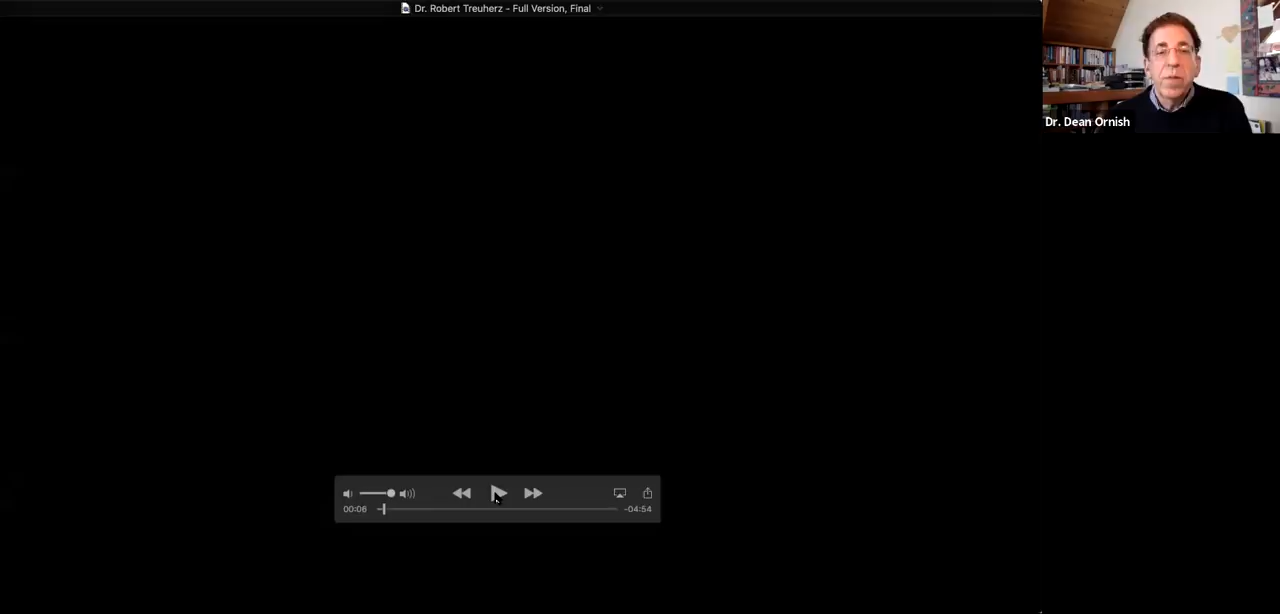 Dr. Robert Treuherz - Full Version, Final
Dr. Dean Ornish
00:06
-04:54